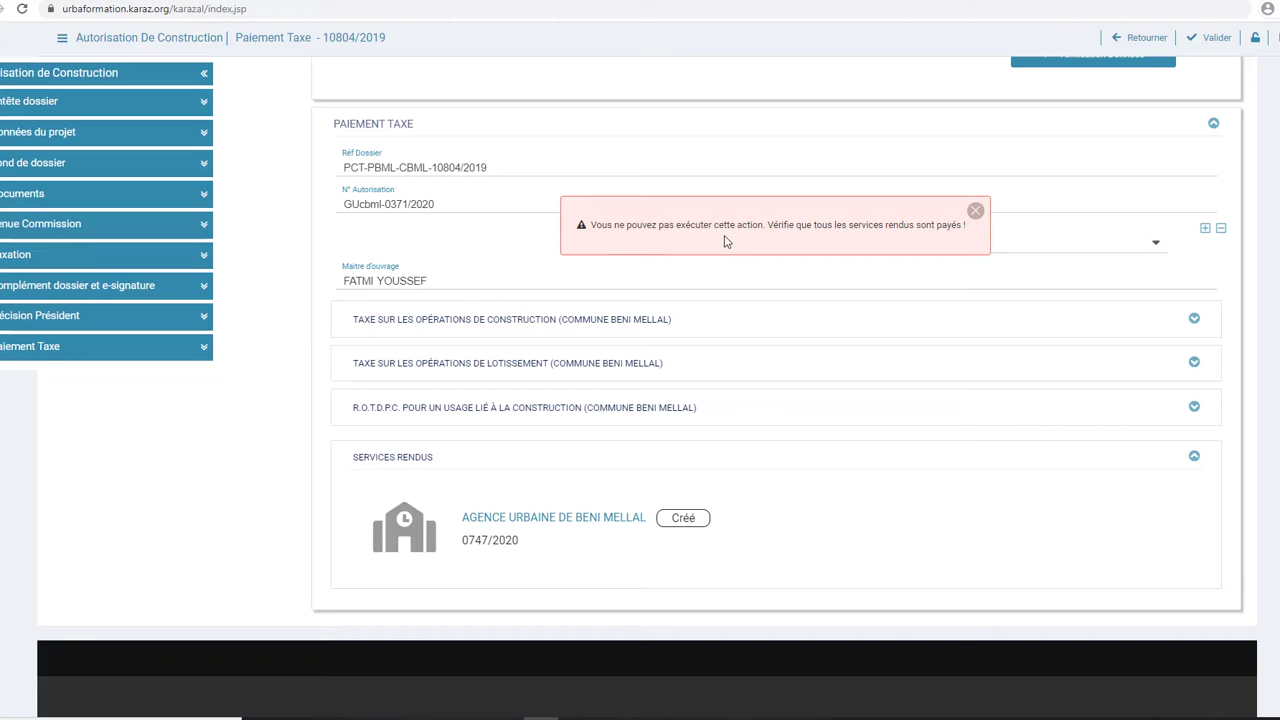 urbaformation.karaz.org/karazal/index.jsp
Autorisation De Construction | Paiement Taxe - 10804/2019
Retourner
Valider
isation de Construction
ntête dossier
onnées du projet
ond de dossier
ocuments
enue Commission
axation
omplément dossier et e-signature
écision Président
aiement Taxe
PAIEMENT TAXE
Réf Dossier
PCT-PBML-CBML-10804/2019
N° Autorisation
GUcbml-0371/2020
Vous ne pouvez pas exécuter cette action. Vérifie que tous les services rendus sont payés !
Maitre d'ouvrage
FATMI YOUSSEF
TAXE SUR LES OPÉRATIONS DE CONSTRUCTION (COMMUNE BENI MELLAL)
TAXE SUR LES OPÉRATIONS DE LOTISSEMENT (COMMUNE BENI MELLAL)
R.O.T.D.P.C. POUR UN USAGE LIÉ À LA CONSTRUCTION (COMMUNE BENI MELLAL)
SERVICES RENDUS
AGENCE URBAINE DE BENI MELLAL Créé
0747/2020